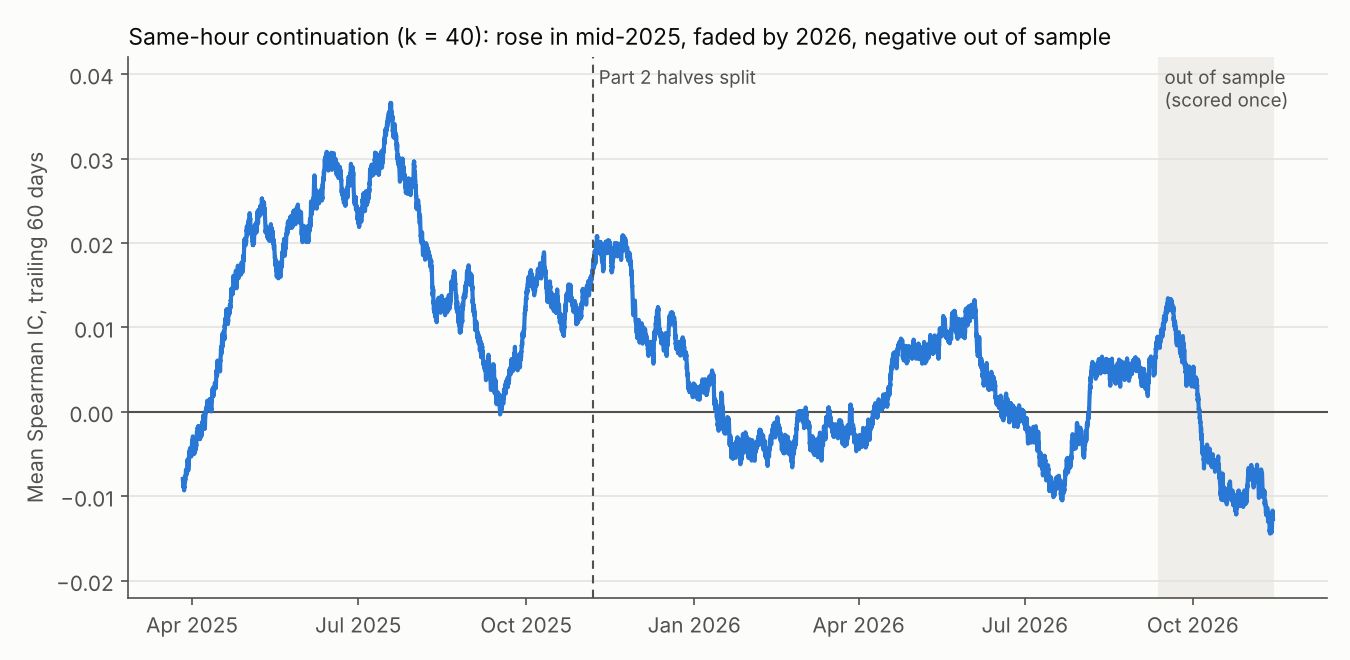 Same-hour continuation (k = 40): rose in mid-2025, faded by 2026, negative out of sample
Mean Spearman IC, trailing 60 days
0.04
0.03
0.02
0.01
0.00
−0.01
−0.02
Part 2 halves split
out of sample
(scored once)
Apr 2025
Jul 2025
Oct 2025
Jan 2026
Apr 2026
Jul 2026
Oct 2026